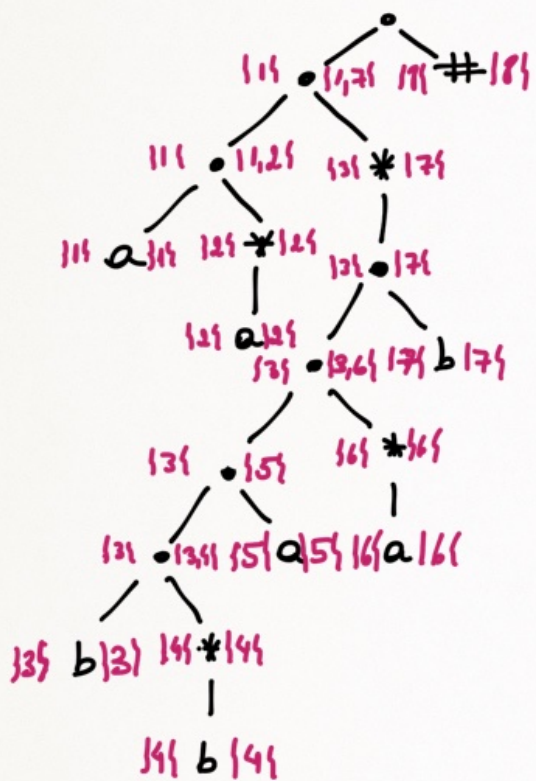 •
{1} • {1,7} {8} # {8}
{1} • {1,2} {3} * {7}
{1} a {1} {2} * {2} {3} • {7}
{2} a {2}
{3} • {3,6} {7} b {7}
{3} • {5} {6} * {6}
{3} • {3,4} {5} a {5} {6} a {6}
{3} b {3} {4} * {4}
{4} b {4}